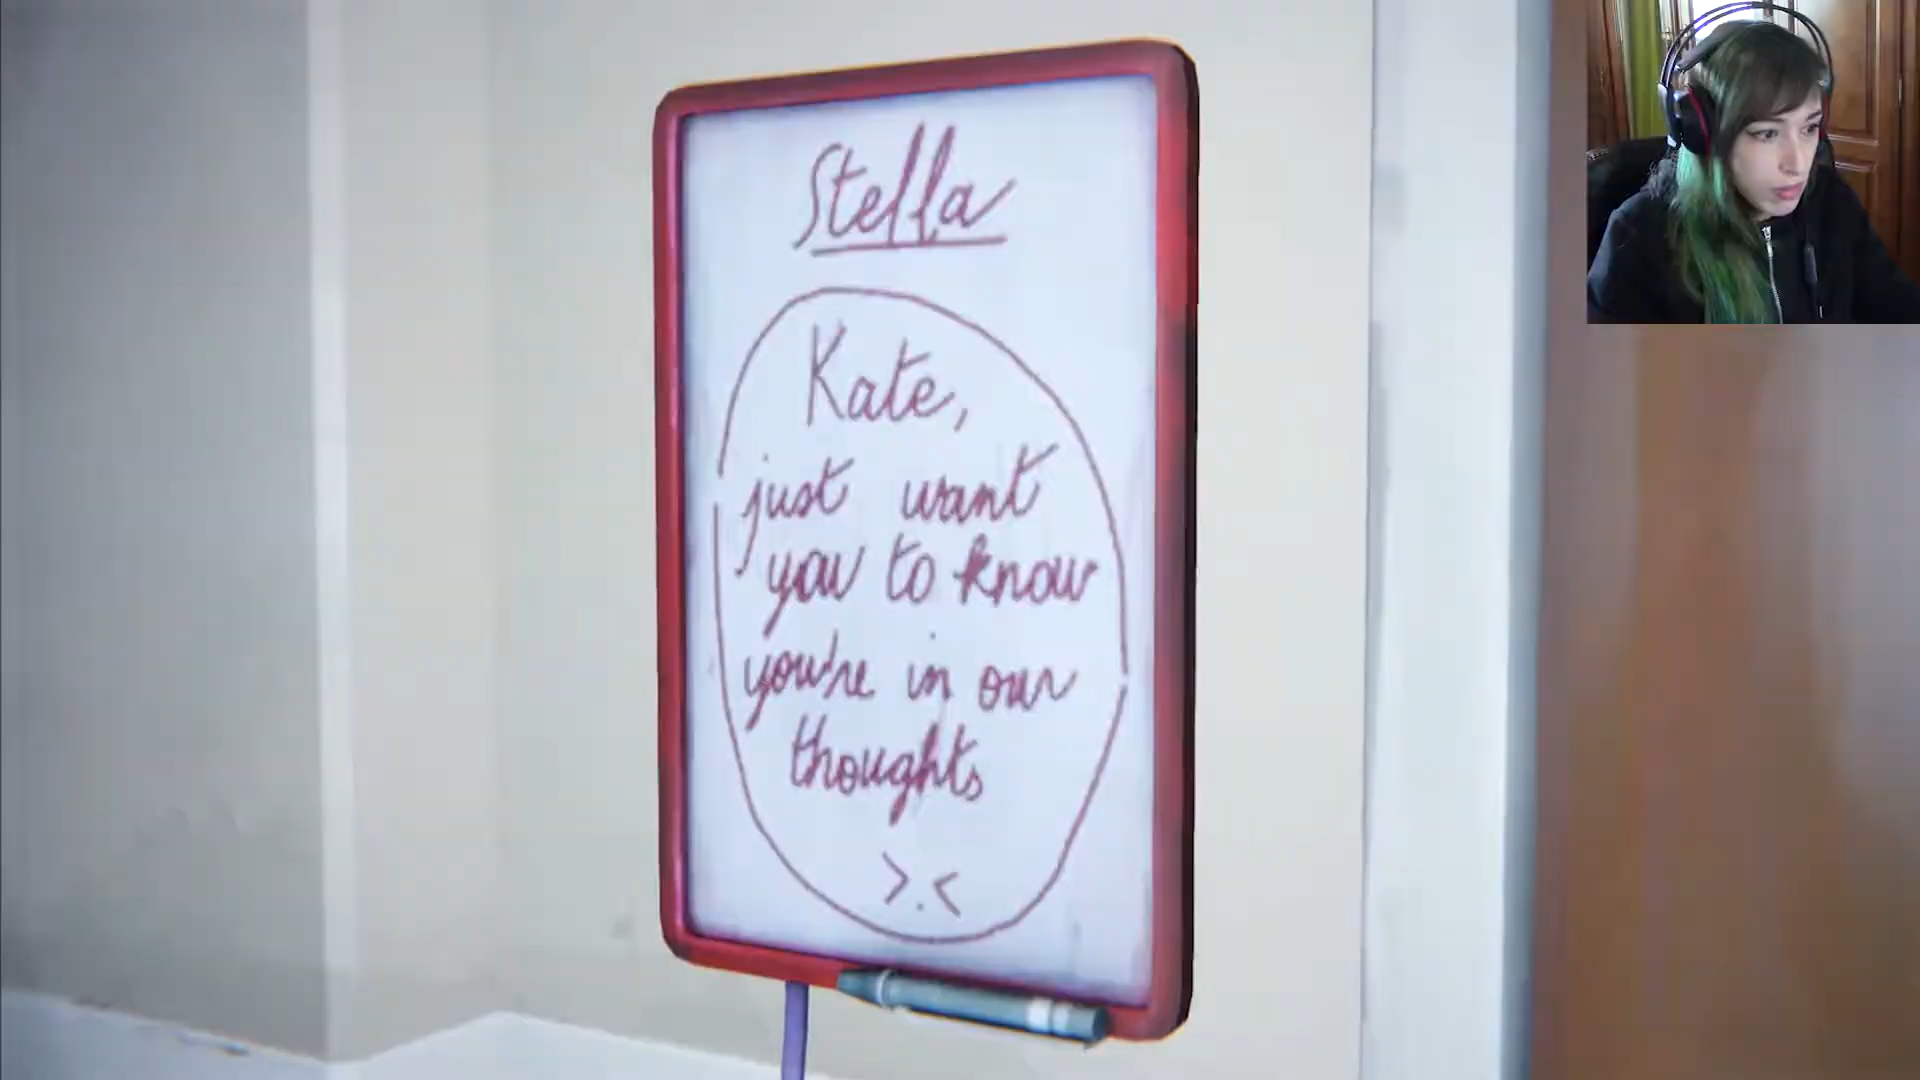 Stella
Kate,
just want
you to know
you're in our
thoughts
>.<